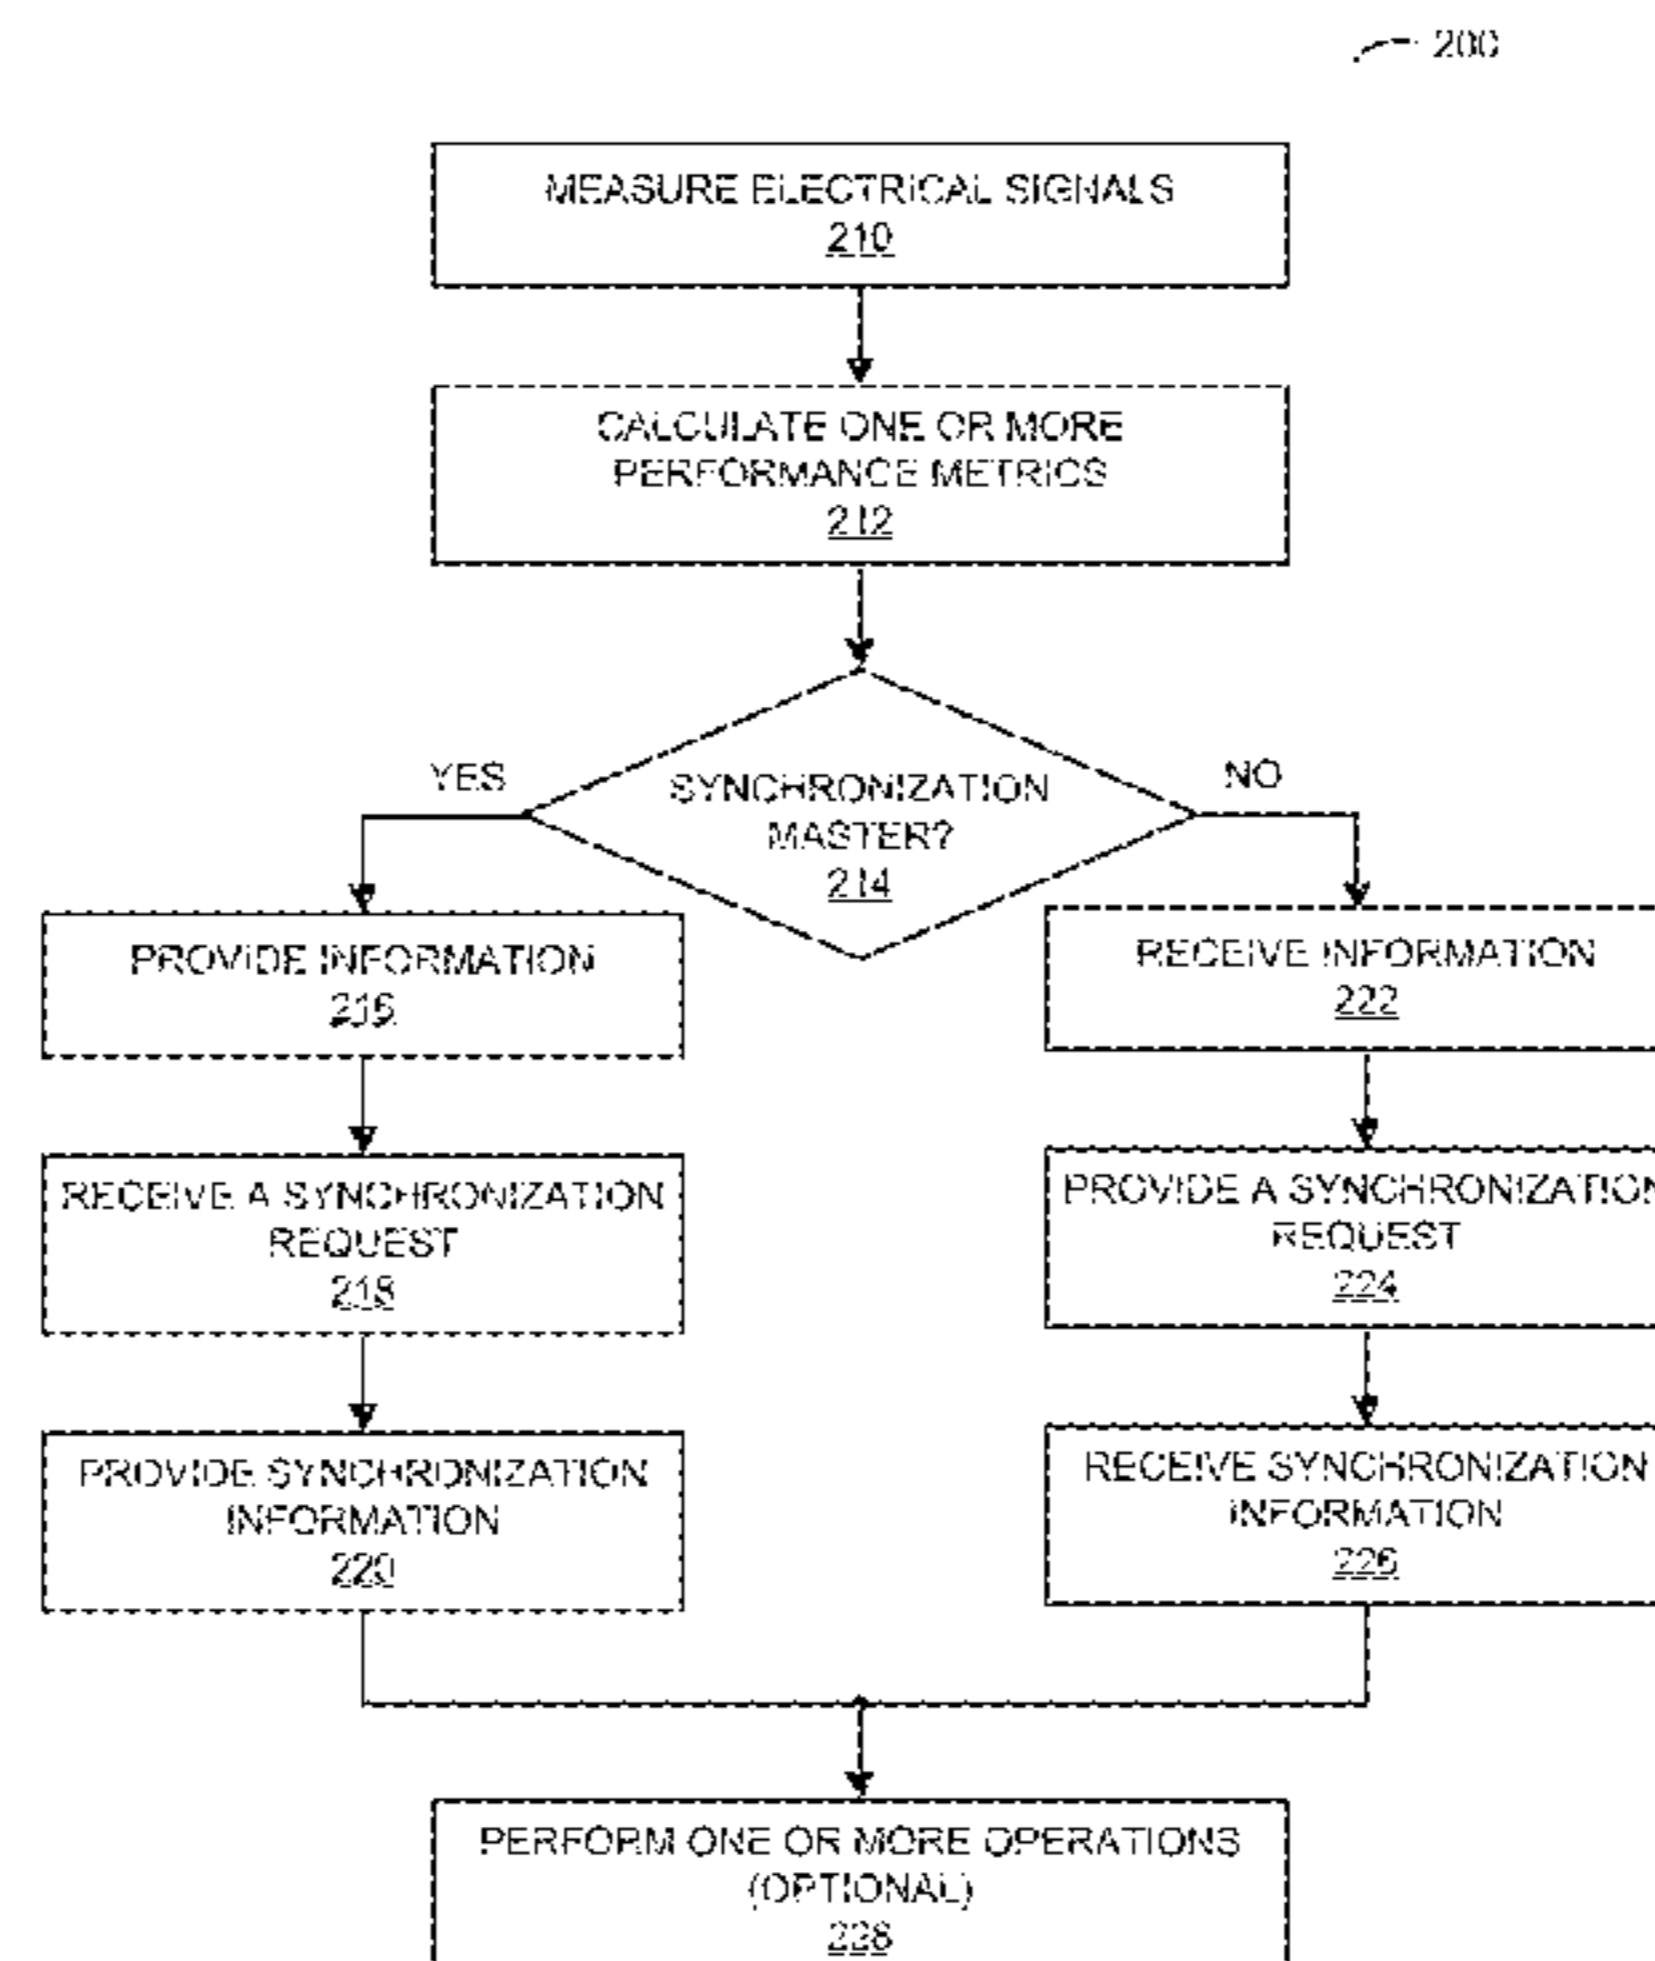 200
MEASURE ELECTRICAL SIGNALS
210
CALCULATE ONE OR MORE
PERFORMANCE METRICS
212
SYNCHRONIZATION
MASTER?
214
YES
NO
PROVIDE INFORMATION
216
RECEIVE A SYNCHRONIZATION
REQUEST
218
PROVIDE SYNCHRONIZATION
INFORMATION
220
RECEIVE INFORMATION
222
PROVIDE A SYNCHRONIZATION
REQUEST
224
RECEIVE SYNCHRONIZATION
INFORMATION
226
PERFORM ONE OR MORE OPERATIONS
(OPTIONAL)
228